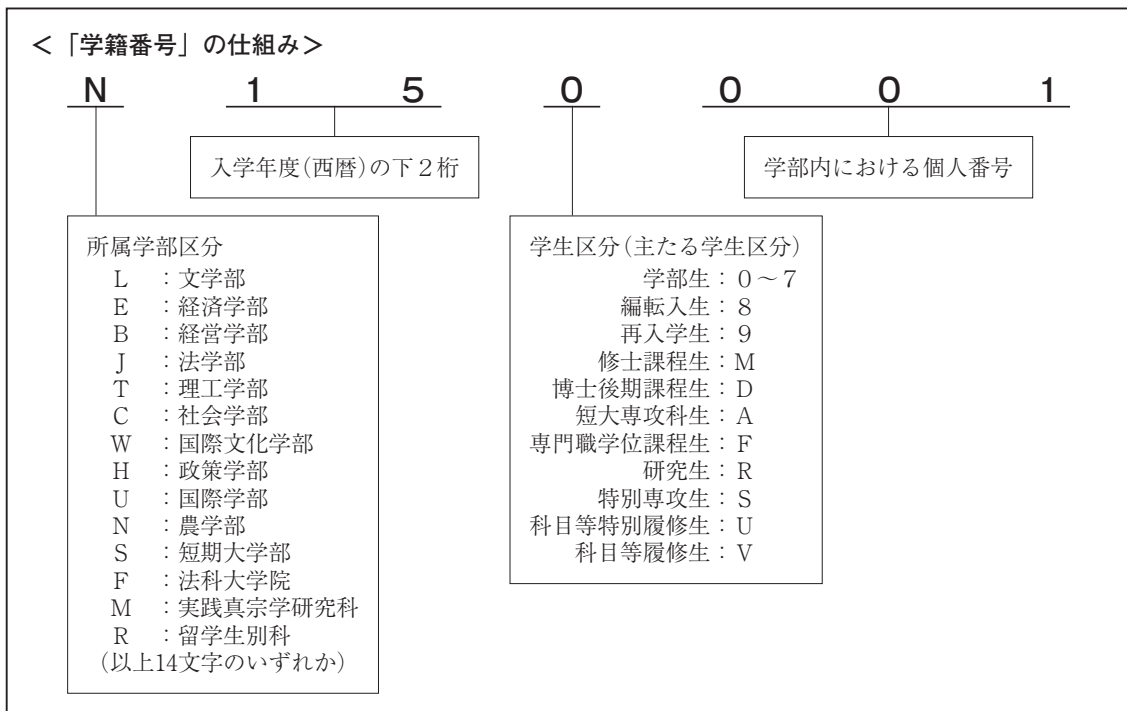 ＜「学籍番号」の仕組み＞
N 1 5 0 0 0 1
入学年度(西暦)の下２桁
学部内における個人番号
所属学部区分
L ：文学部
E ：経済学部
B ：経営学部
J ：法学部
T ：理工学部
C ：社会学部
W ：国際文化学部
H ：政策学部
U ：国際学部
N ：農学部
S ：短期大学部
F ：法科大学院
M ：実践真宗学研究科
R ：留学生別科
(以上14文字のいずれか)
学生区分(主たる学生区分)
学部生：０～７
編転入生：８
再入学生：９
修士課程生：M
博士後期課程生：D
短大専攻科生：A
専門職学位課程生：F
研究生：R
特別専攻生：S
科目等特別履修生：U
科目等履修生：V